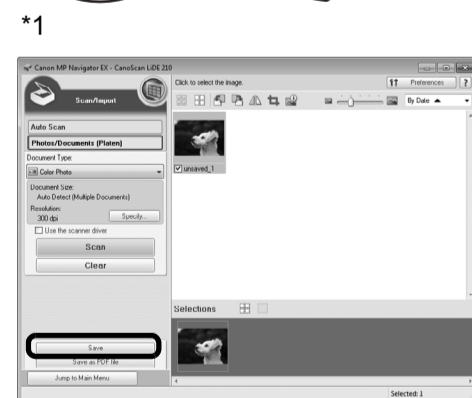 *1
Canon MP Navigator EX - CanoScan LiDE 210
Scan/Import
Click to select the image.
Preferences
?
By Date
Auto Scan
Photos/Documents (Platen)
Document Type:
Color Photo
Document Size:
Auto Detect(Multiple Documents)
Resolution:
300 dpi
Specify...
Use the scanner driver
Scan
Clear
unsaved_1
Selections
Save
Save as PDF file
Jump to Main Menu
Selected: 1